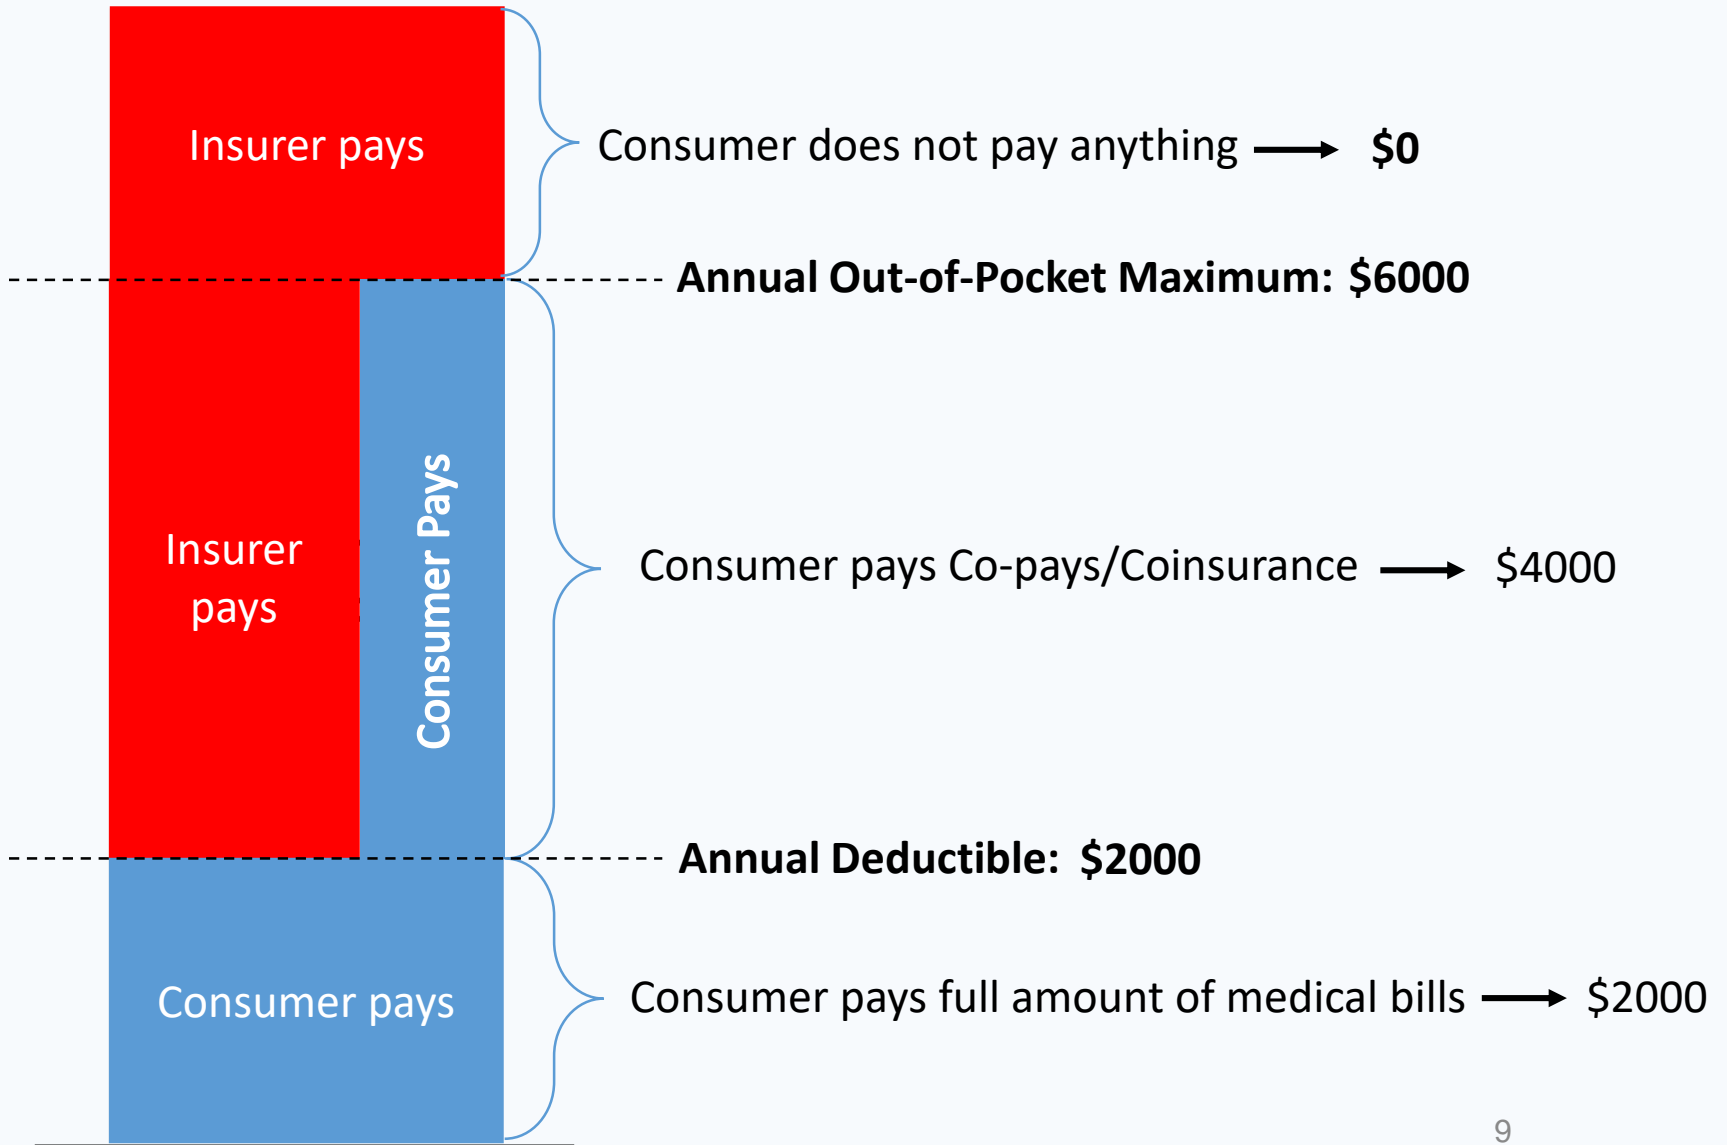 Insurer pays
Consumer does not pay anything → $0
Annual Out-of-Pocket Maximum: $6000
Insurer
pays
Consumer Pays
Consumer pays Co-pays/Coinsurance → $4000
Annual Deductible: $2000
Consumer pays
Consumer pays full amount of medical bills → $2000
9